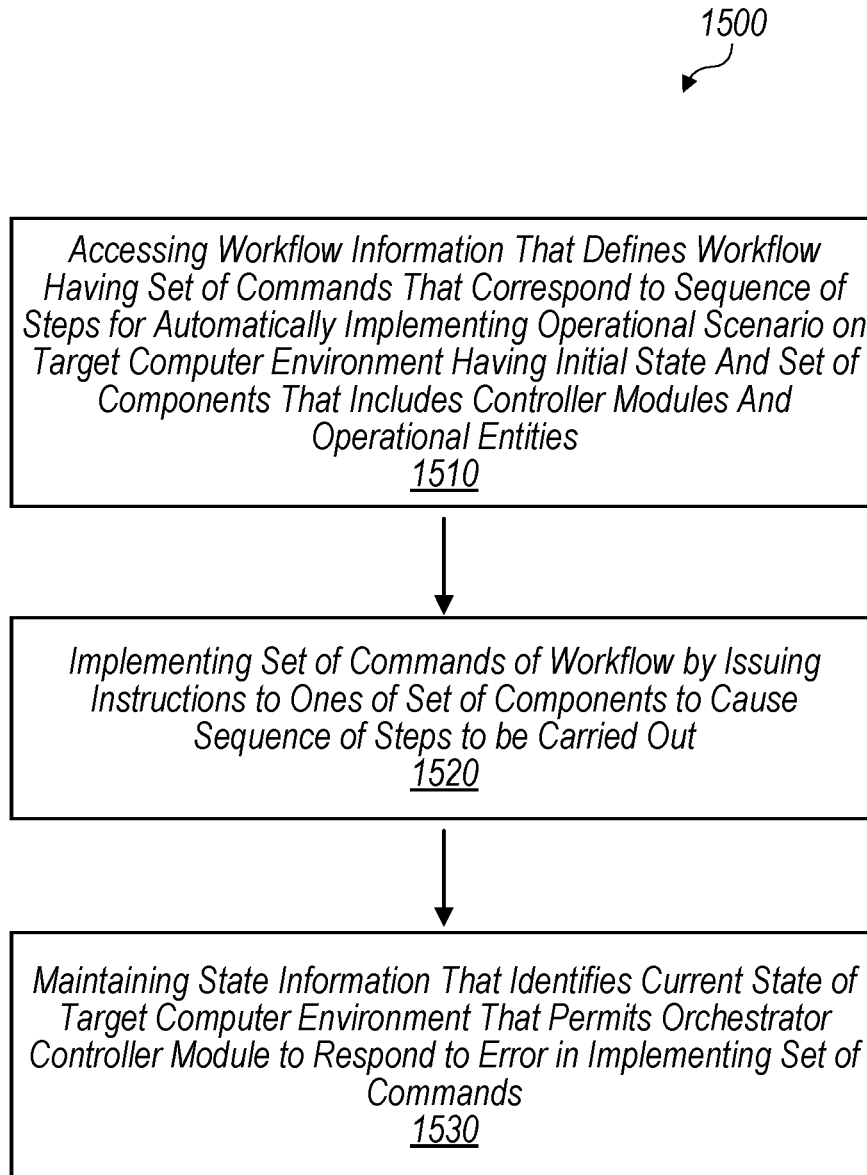 1500
Accessing Workflow Information That Defines Workflow
Having Set of Commands That Correspond to Sequence of
Steps for Automatically Implementing Operational Scenario on
Target Computer Environment Having Initial State And Set of
Components That Includes Controller Modules And
Operational Entities
1510
Implementing Set of Commands of Workflow by Issuing
Instructions to Ones of Set of Components to Cause
Sequence of Steps to be Carried Out
1520
Maintaining State Information That Identifies Current State of
Target Computer Environment That Permits Orchestrator
Controller Module to Respond to Error in Implementing Set of
Commands
1530